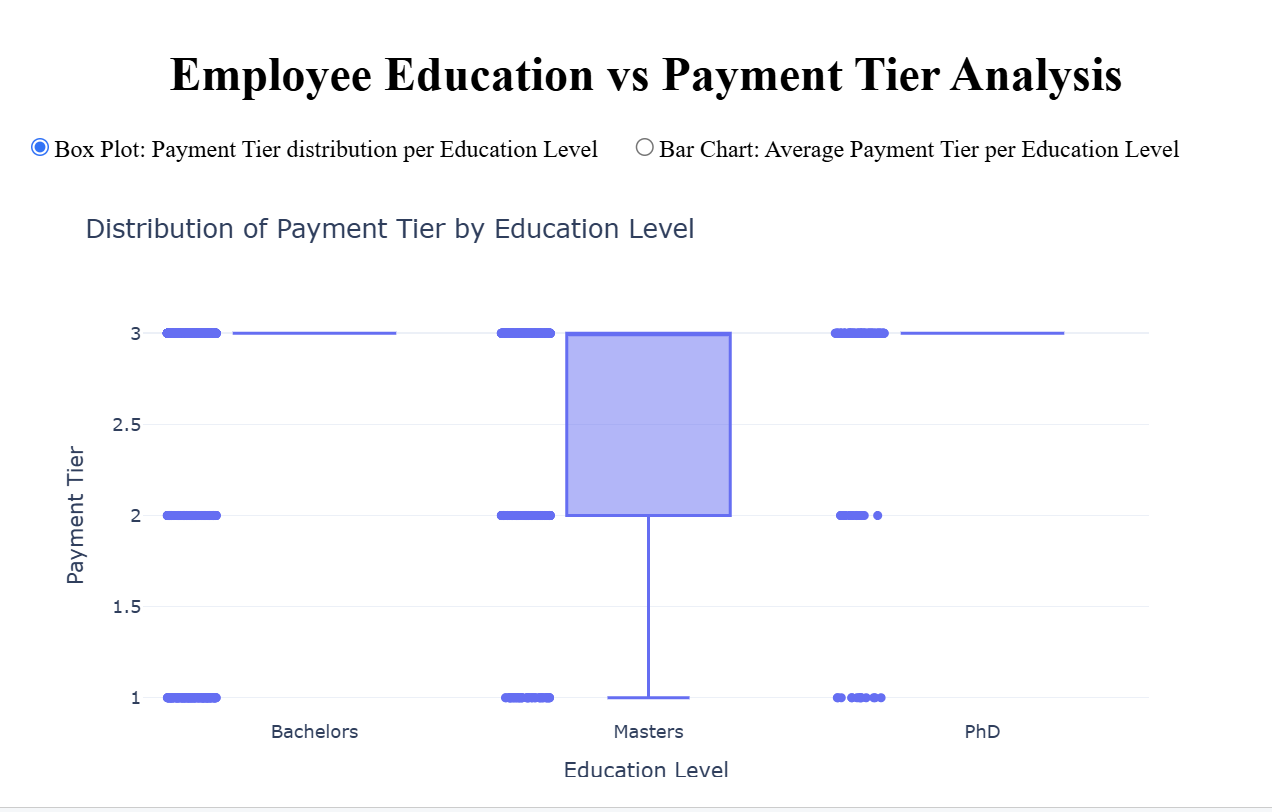 Employee Education vs Payment Tier Analysis
Box Plot: Payment Tier distribution per Education Level
Bar Chart: Average Payment Tier per Education Level
Distribution of Payment Tier by Education Level
3
2.5
2
1.5
1
Payment Tier
Bachelors
Masters
PhD
Education Level